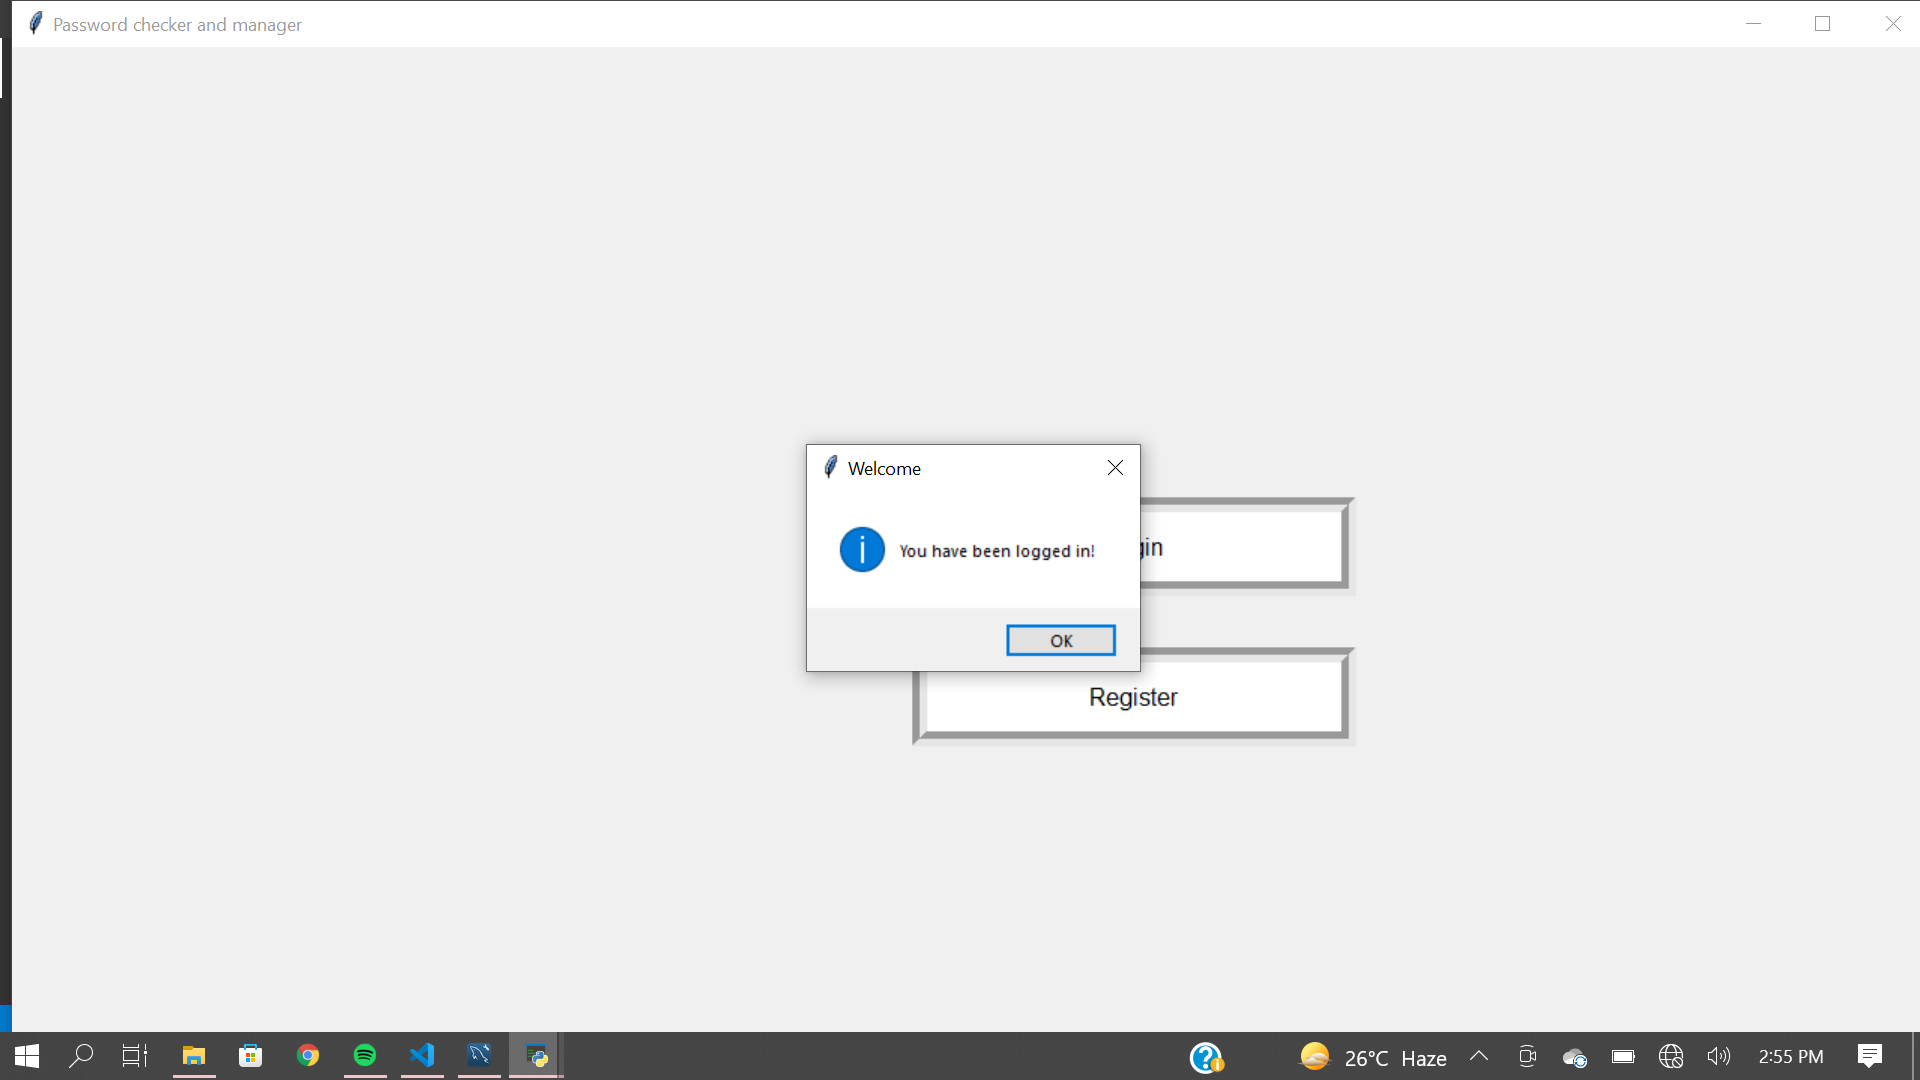 Password checker and manager
Welcome
You have been logged in!
OK
gin
Register
26°C Haze
2:55 PM